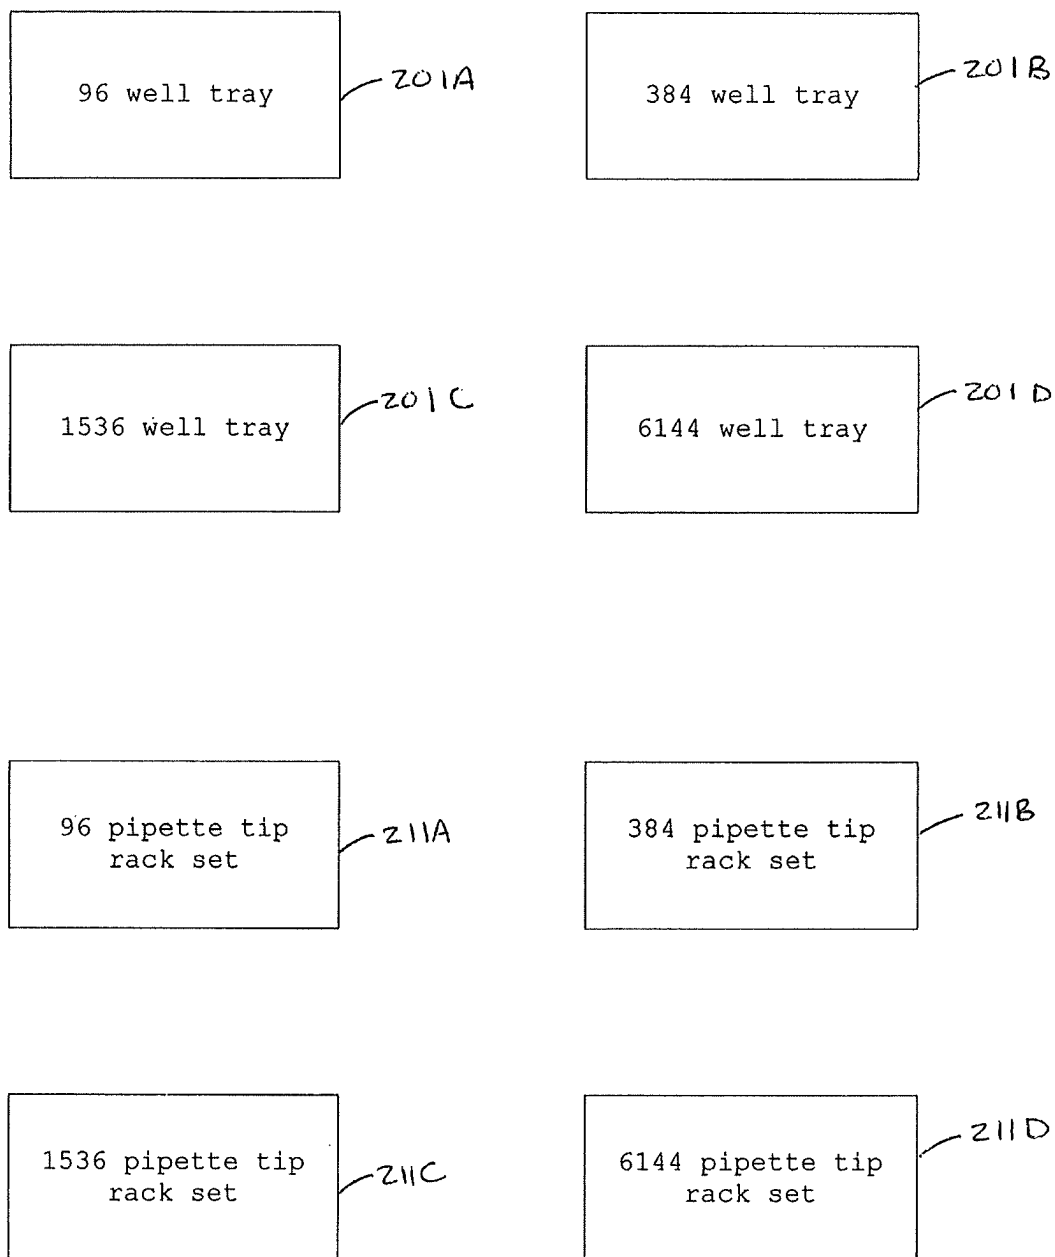 96 well tray
201A
384 well tray
201B
1536 well tray
201C
6144 well tray
201D
96 pipette tip
rack set
211A
384 pipette tip
rack set
211B
1536 pipette tip
rack set
211C
6144 pipette tip
rack set
211D